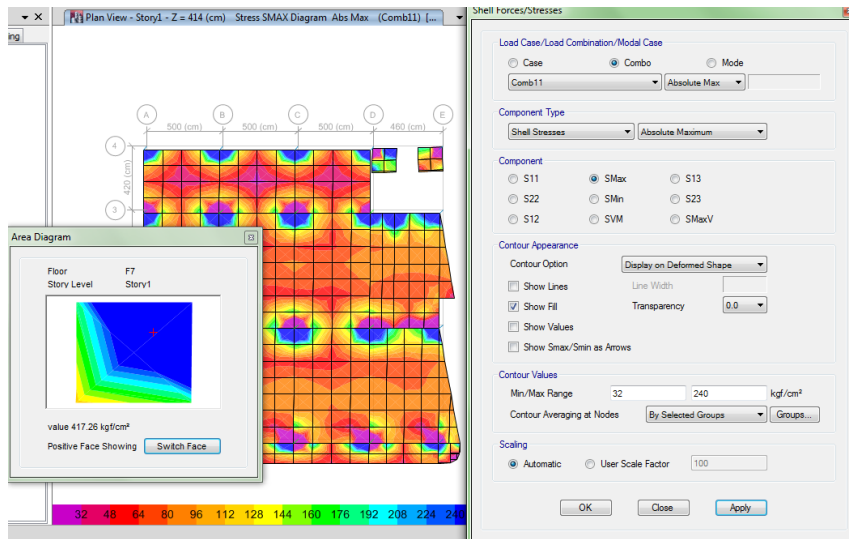 Plan View - Story1 - Z = 414 (cm)  Stress SMAX Diagram  Abs Max  (Comb11)  [...
ing
A B C D E
500 (cm) 500 (cm) 500 (cm) 460 (cm)
4
420 (cm)
3
Area Diagram
Floor F7
Story Level Story1
value 417.26 kgf/cm²
Positive Face Showing Switch Face
32 48 64 80 96 112 128 144 160 176 192 208 224 240
Shell Forces/Stresses
Load Case/Load Combination/Modal Case
Case Combo Mode
Comb11 Absolute Max
Component Type
Shell Stresses Absolute Maximum
Component
S11 SMax S13
S22 SMin S23
S12 SVM SMaxV
Contour Appearance
Contour Option Display on Deformed Shape
Show Lines Line Width
Show Fill Transparency 0.0
Show Values
Show Smax/Smin as Arrows
Contour Values
Min/Max Range 32 240 kgf/cm²
Contour Averaging at Nodes By Selected Groups Groups...
Scaling
Automatic User Scale Factor 100
OK Close Apply